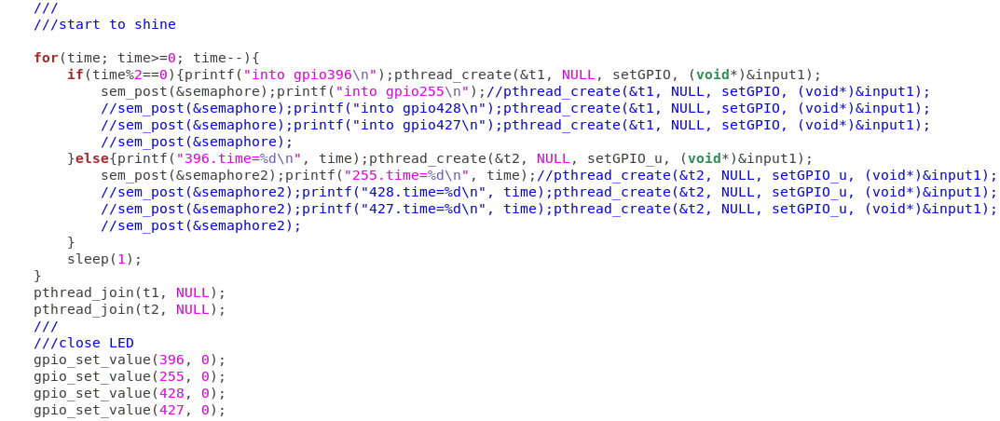 ///
///start to shine
for(time; time>=0; time--){
if(time%2==0){printf("into gpio396\n");pthread_create(&t1, NULL, setGPIO, (void*)&input1);
sem_post(&semaphore);printf("into gpio255\n");//pthread_create(&t1, NULL, setGPIO, (void*)&input1);
//sem_post(&semaphore);printf("into gpio428\n");pthread_create(&t1, NULL, setGPIO, (void*)&input1);
//sem_post(&semaphore);printf("into gpio427\n");pthread_create(&t1, NULL, setGPIO, (void*)&input1);
//sem_post(&semaphore);
}else{printf("396.time=%d\n", time);pthread_create(&t2, NULL, setGPIO_u, (void*)&input1);
sem_post(&semaphore2);printf("255.time=%d\n", time);//pthread_create(&t2, NULL, setGPIO_u, (void*)&input1);
//sem_post(&semaphore2);printf("428.time=%d\n", time);pthread_create(&t2, NULL, setGPIO_u, (void*)&input1);
//sem_post(&semaphore2);printf("427.time=%d\n", time);pthread_create(&t2, NULL, setGPIO_u, (void*)&input1);
//sem_post(&semaphore2);
}
sleep(1);
}
pthread_join(t1, NULL);
pthread_join(t2, NULL);
///
///close LED
gpio_set_value(396, 0);
gpio_set_value(255, 0);
gpio_set_value(428, 0);
gpio_set_value(427, 0);